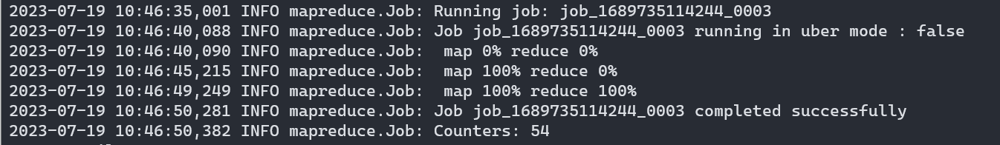 2023-07-19 10:46:35,001 INFO mapreduce.Job: Running job: job_1689735114244_0003
2023-07-19 10:46:40,088 INFO mapreduce.Job: Job job_1689735114244_0003 running in uber mode : false
2023-07-19 10:46:40,090 INFO mapreduce.Job:  map 0% reduce 0%
2023-07-19 10:46:45,215 INFO mapreduce.Job:  map 100% reduce 0%
2023-07-19 10:46:49,249 INFO mapreduce.Job:  map 100% reduce 100%
2023-07-19 10:46:50,281 INFO mapreduce.Job: Job job_1689735114244_0003 completed successfully
2023-07-19 10:46:50,382 INFO mapreduce.Job: Counters: 54